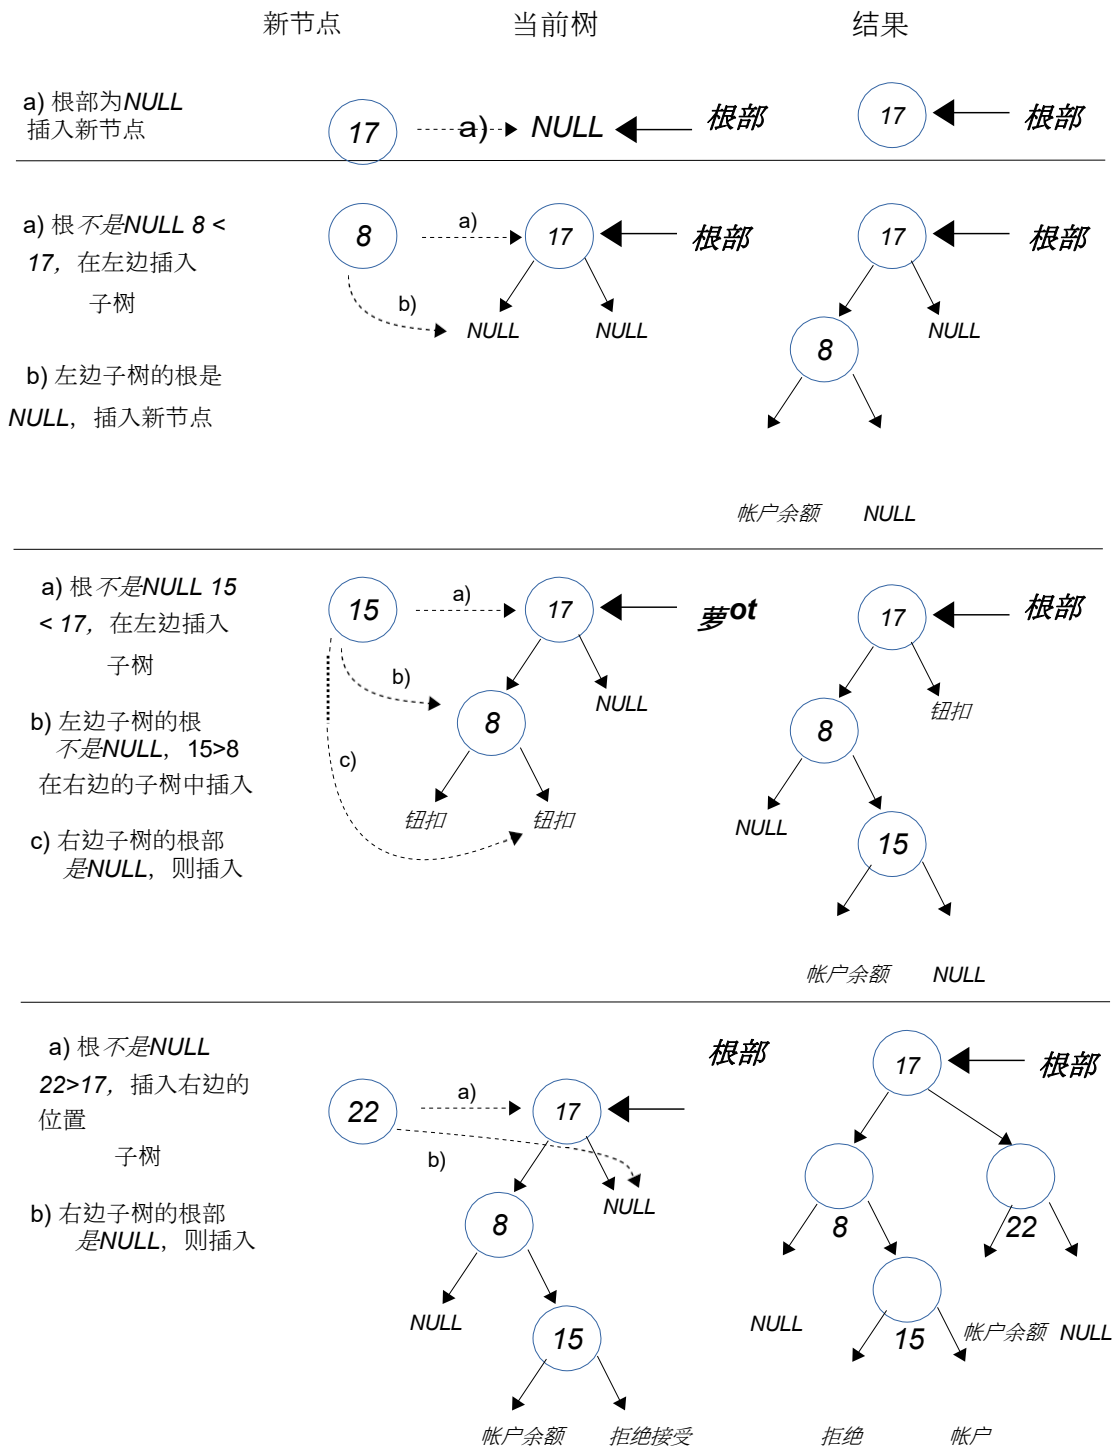 新节点 当前树 结果
a) 根部为NULL
插入新节点
17 a) NULL 根部 17 根部
a) 根不是NULL 8 <
17，在左边插入
子树
b) 左边子树的根是
NULL，插入新节点
8 a) 17 根部
b)
NULL NULL
17 根部
NULL
8
帐户余额 NULL
a) 根不是NULL 15
< 17，在左边插入
子树
b) 左边子树的根
不是NULL，15>8
在右边的子树中插入
c) 右边子树的根部
是NULL，则插入
15 a) 17 萝ot
b)
NULL
8
c)
钮扣 钮扣
17 根部
钮扣
8
NULL
15
帐户余额 NULL
a) 根不是NULL
22>17，插入右边的
位置
子树
b) 右边子树的根部
是NULL，则插入
根部
22 a) 17
b)
NULL
8
NULL
15
帐户余额 拒绝接受
17 根部
8 22
NULL 15 帐户余额 NULL
拒绝 帐户